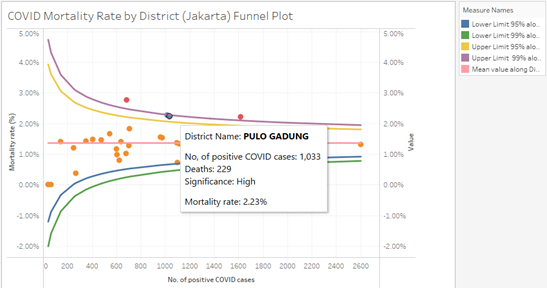 COVID Mortality Rate by District (Jakarta) Funnel Plot
Measure Names
Lower Limit 95% alo..
Lower Limit 99% alo..
Upper Limit 95% alo..
Upper Limit 99% alo..
Mean value along Di...
5.00%
4.00%
3.00%
2.00%
1.00%
0.00%
-1.00%
-2.00%
Mortality rate (%)
District Name: PULO GADUNG
No, of positive COVID cases: 1,033
Deaths: 229
Significance: High
Mortality rate: 2.23%
5.00%
4.00%
3.00%
2.00%
1.00%
0.00%
-1.00%
-2.00%
Value
0 200 400 600 800 1000 1200 1400 1600 1800 2000 2200 2400 2600
No. of positive COVID cases